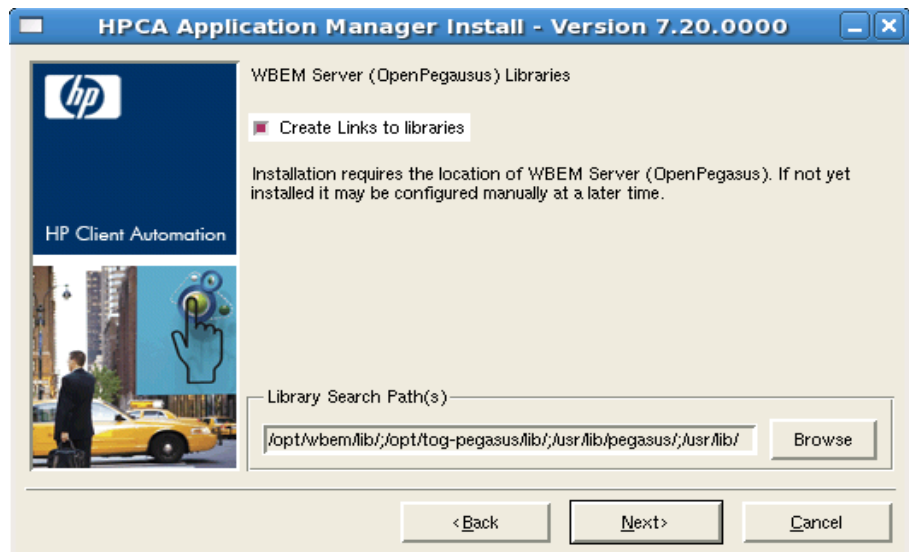 HPCA Application Manager Install - Version 7.20.0000
hp
HP Client Automation
WBEM Server (OpenPegausus) Libraries
Create Links to libraries
Installation requires the location of WBEM Server (OpenPegasus). If not yet
installed it may be configured manually at a later time.
Library Search Path(s)
/opt/wbem/lib/;/opt/tog-pegasus/lib/;/usr/lib/pegasus/;/usr/lib/
Browse
<Back
Next>
Cancel